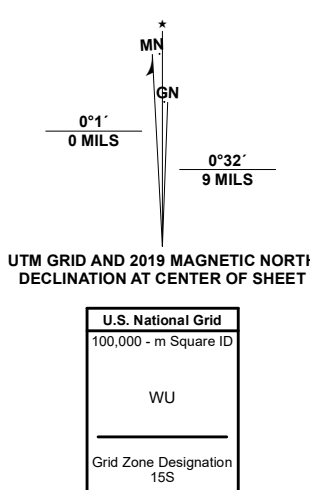 MN
GN
0°1´
0 MILS
0°32´
9 MILS
UTM GRID AND 2019 MAGNETIC NORTH
DECLINATION AT CENTER OF SHEET
U.S. National Grid
100,000 - m Square ID
WU
Grid Zone Designation
15S